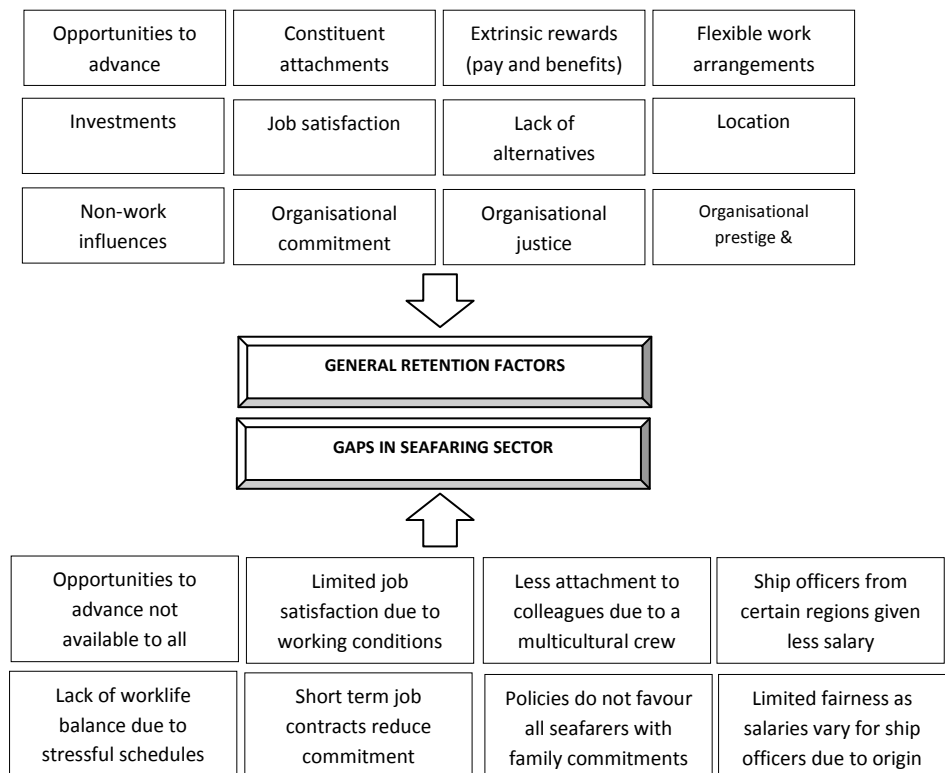 Opportunities to
advance
Constituent
attachments
Extrinsic rewards
(pay and benefits)
Flexible work
arrangements
Investments
Job satisfaction
Lack of
alternatives
Location
Non-work
influences
Organisational
commitment
Organisational
justice
Organisational
prestige &
GENERAL RETENTION FACTORS
GAPS IN SEAFARING SECTOR
Opportunities to
advance not
available to all
Limited job
satisfaction due to
working conditions
Less attachment to
colleagues due to a
multicultural crew
Ship officers from
certain regions given
less salary
Lack of worklife
balance due to
stressful schedules
Short term job
contracts reduce
commitment
Policies do not favour
all seafarers with
family commitments
Limited fairness as
salaries vary for ship
officers due to origin